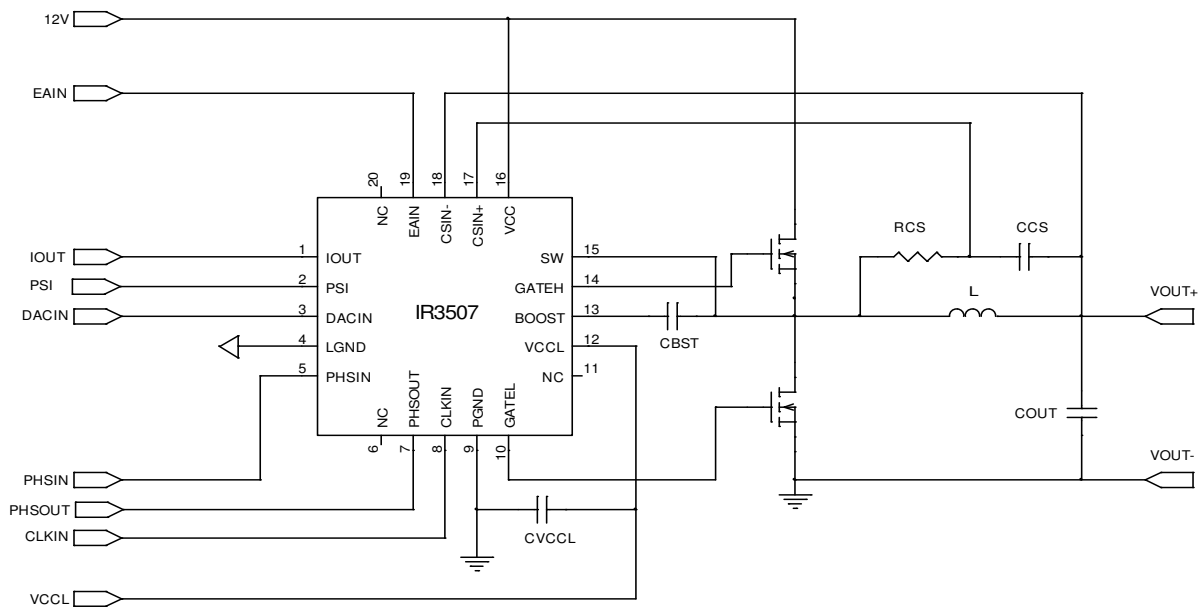 12V
EAIN
20
19
18
17
16
NC
EAIN
CSIN-
CSIN+
VCC
RCS
CCS
IOUT
1
IOUT
SW
15
PSI
2
PSI
GATEH
14
L
VOUT+
DACIN
3
DACIN
IR3507
BOOST
13
CBST
4
LGND
VCCL
12
5
PHSIN
NC
11
NC
PHSOUT
CLKIN
PGND
GATEL
6
7
8
9
10
COUT
VOUT-
PHSIN
PHSOUT
CLKIN
CVCCL
VCCL